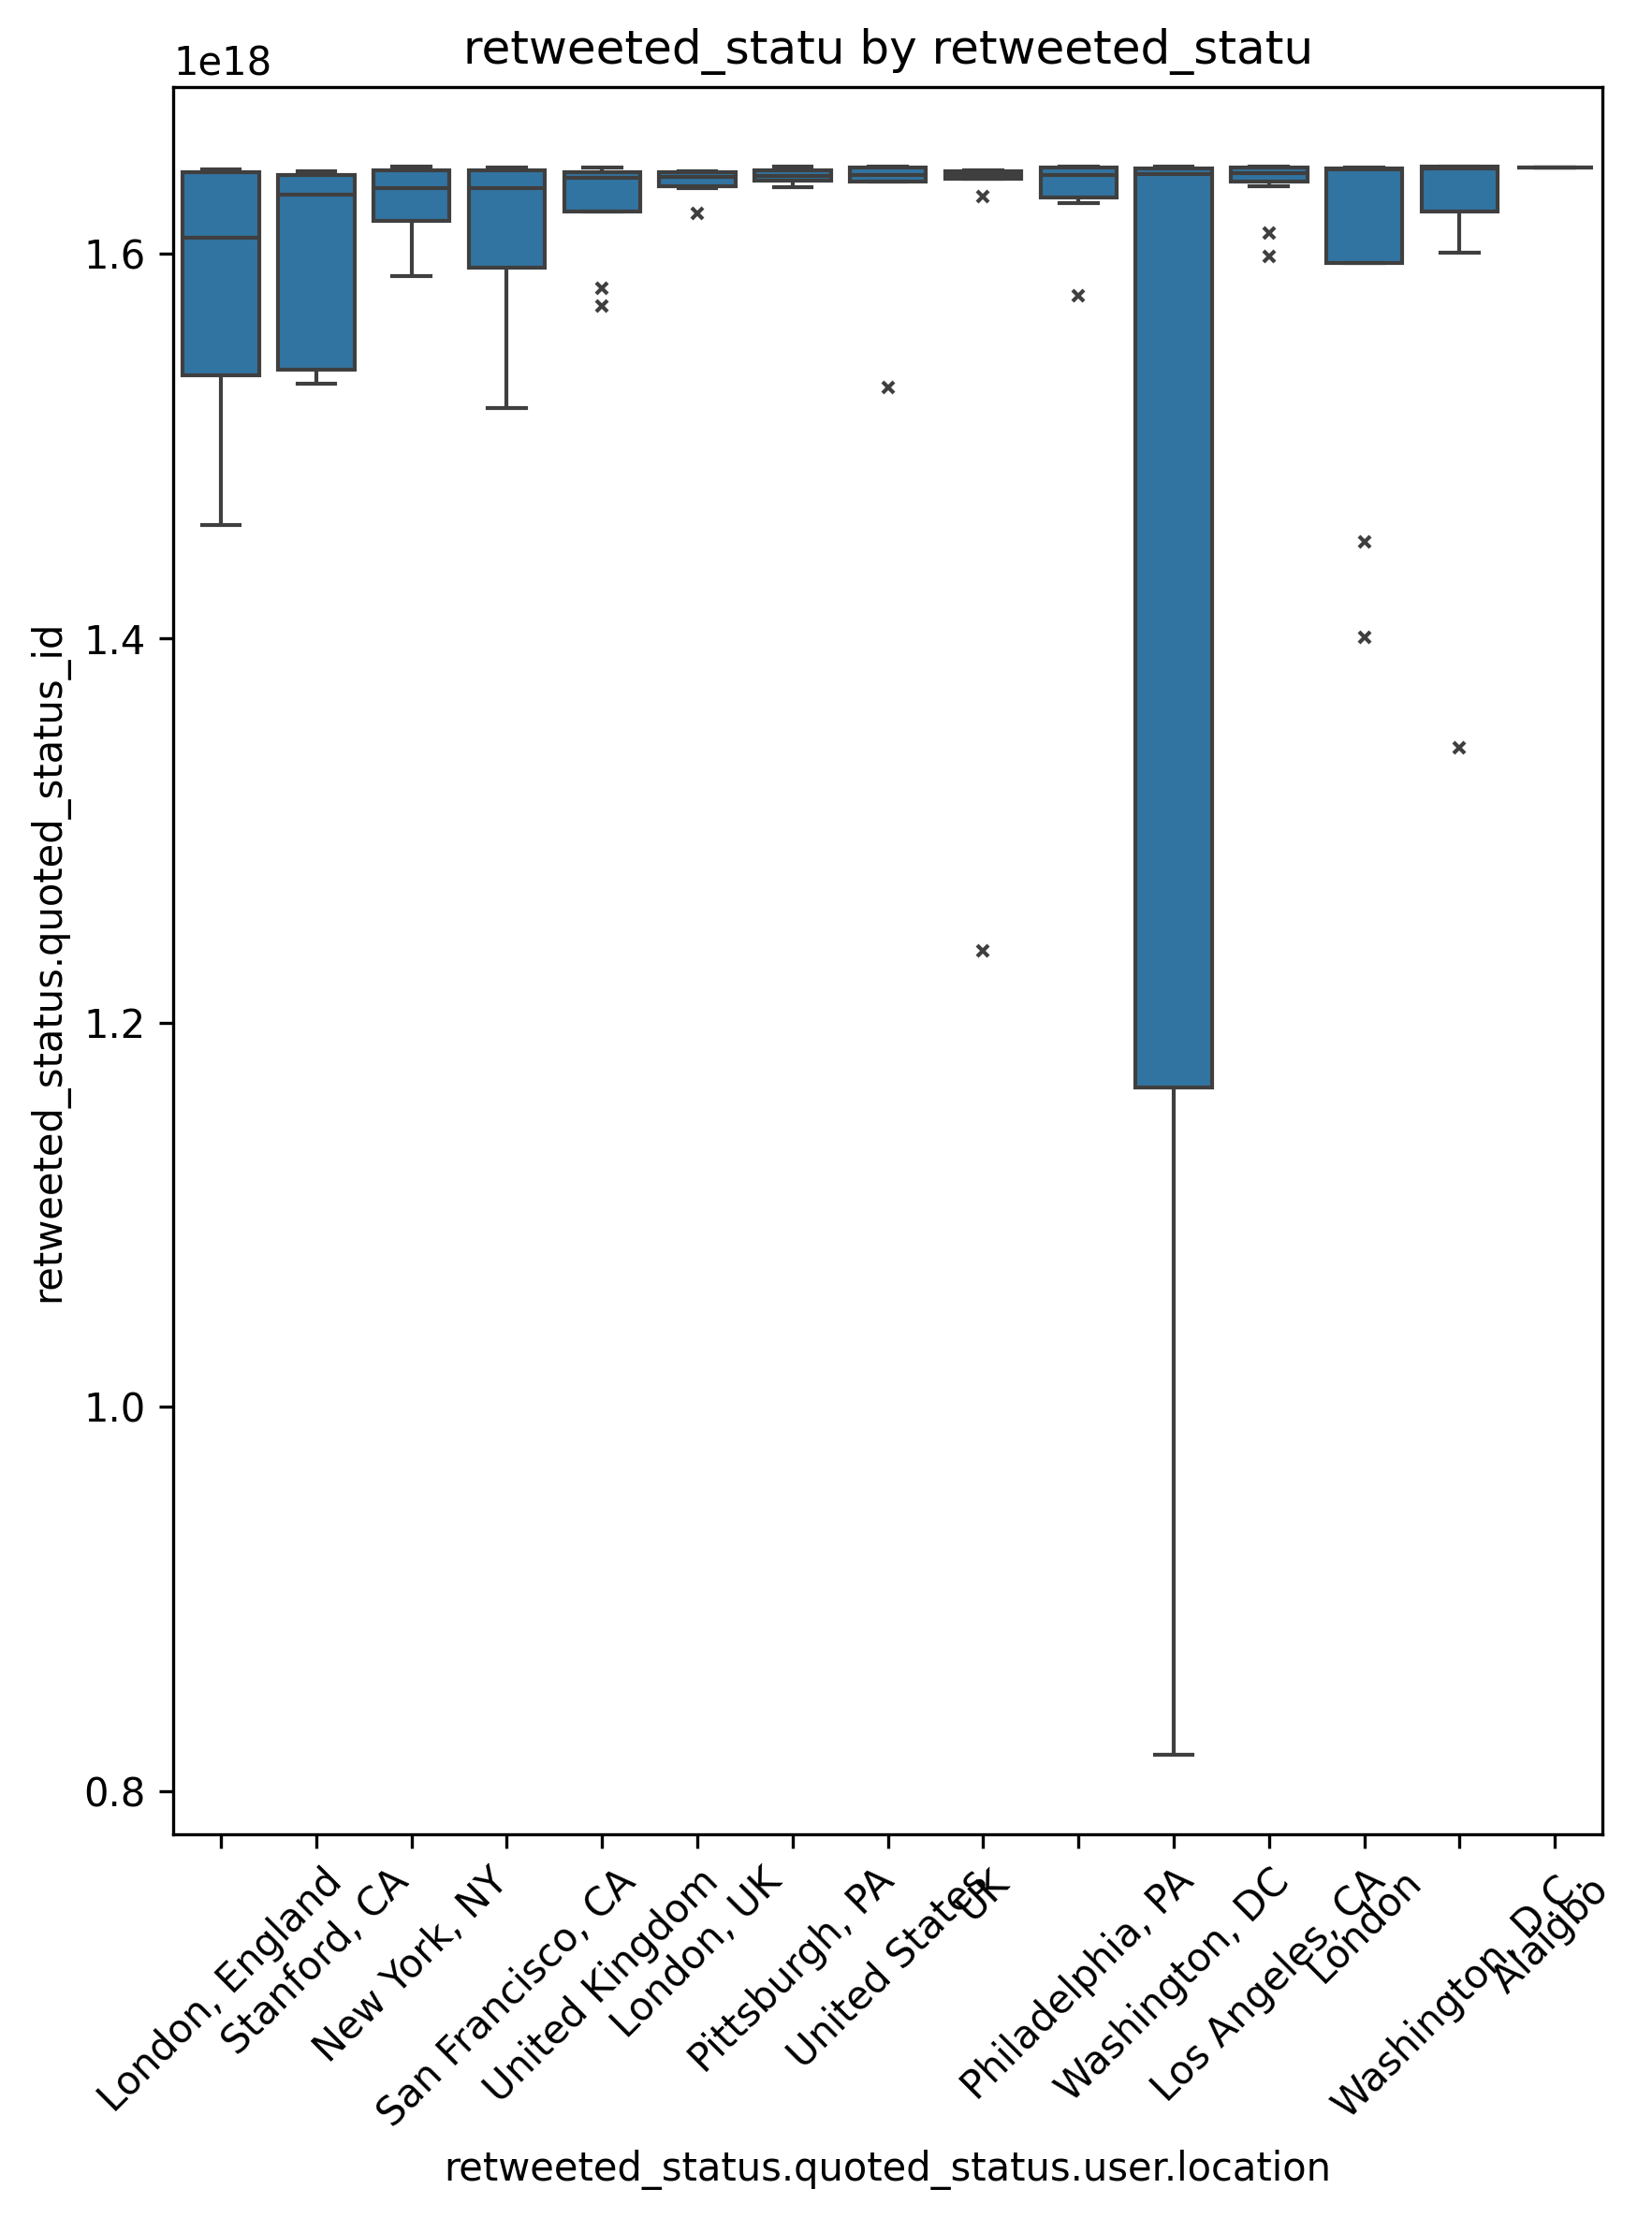 retweeted_statu by retweeted_statu
1e18
1.6
1.4
1.2
1.0
0.8
retweeted_status.quoted_status_id
London, England
Stanford, CA
New York, NY
San Francisco, CA
United Kingdom
London, UK
Pittsburgh, PA
United States
UK
Philadelphia, PA
Washington, DC
Los Angeles, CA
London
Washington, D.C.
Alaigbo
retweeted_status.quoted_status.user.location